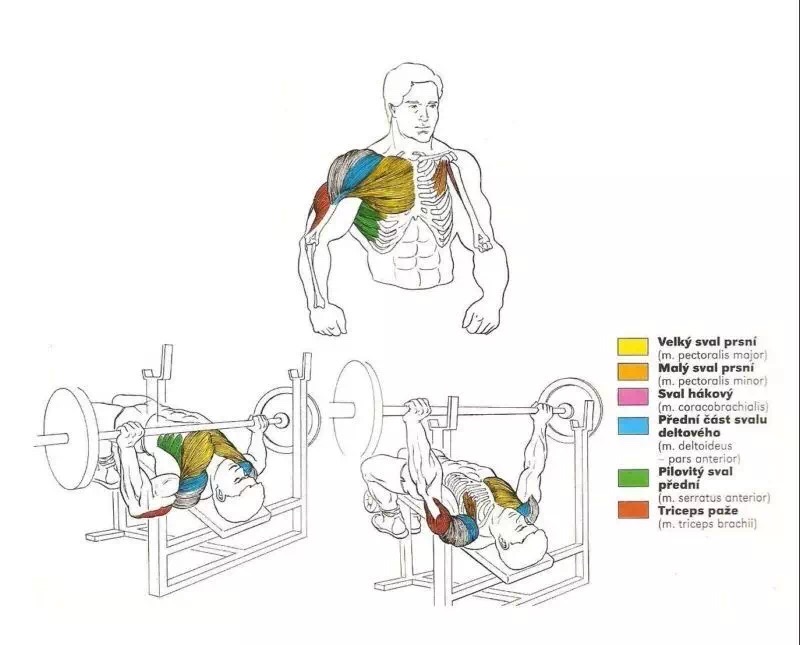 Velký sval prsní
(m. pectoralis major)
Malý sval prsní
(m. pectoralis minor)
Sval hákový
(m. coracobrachialis)
Přední část svalu
deltového
(m. deltoideus
– pars anterior)
Pilovitý sval
přední
(m. serratus anterior)
Triceps paže
(m. triceps brachii)